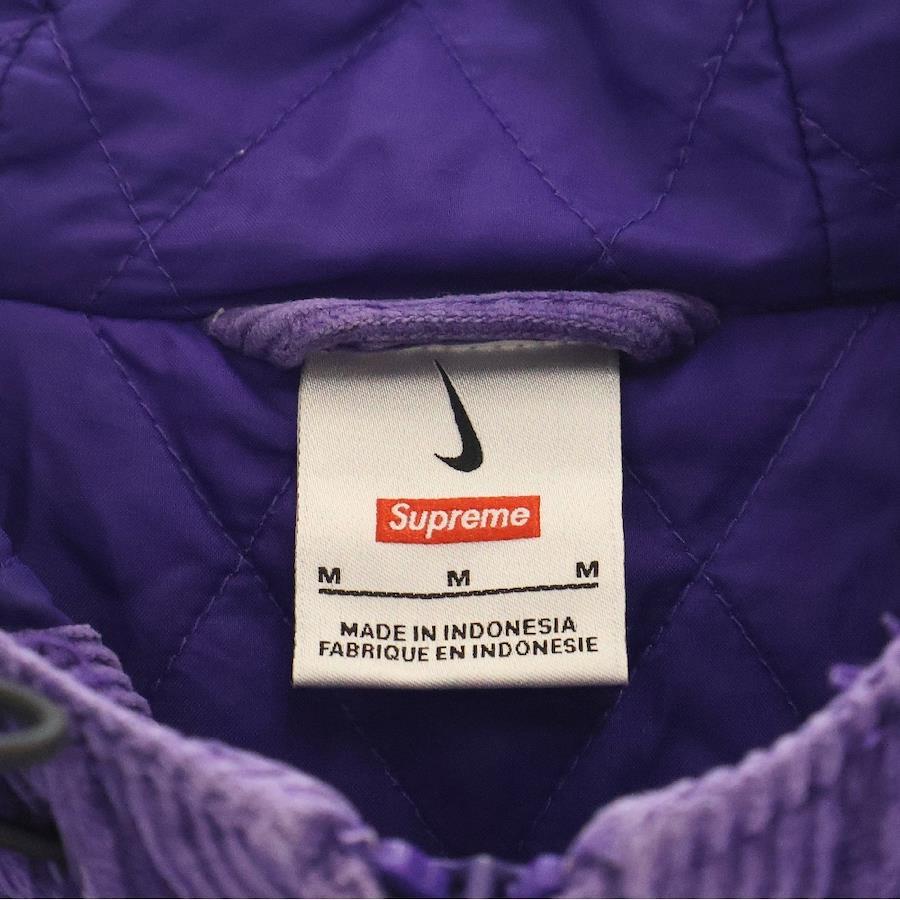 Supreme
M M M
MADE IN INDONESIA
FABRIQUE EN INDONESIE